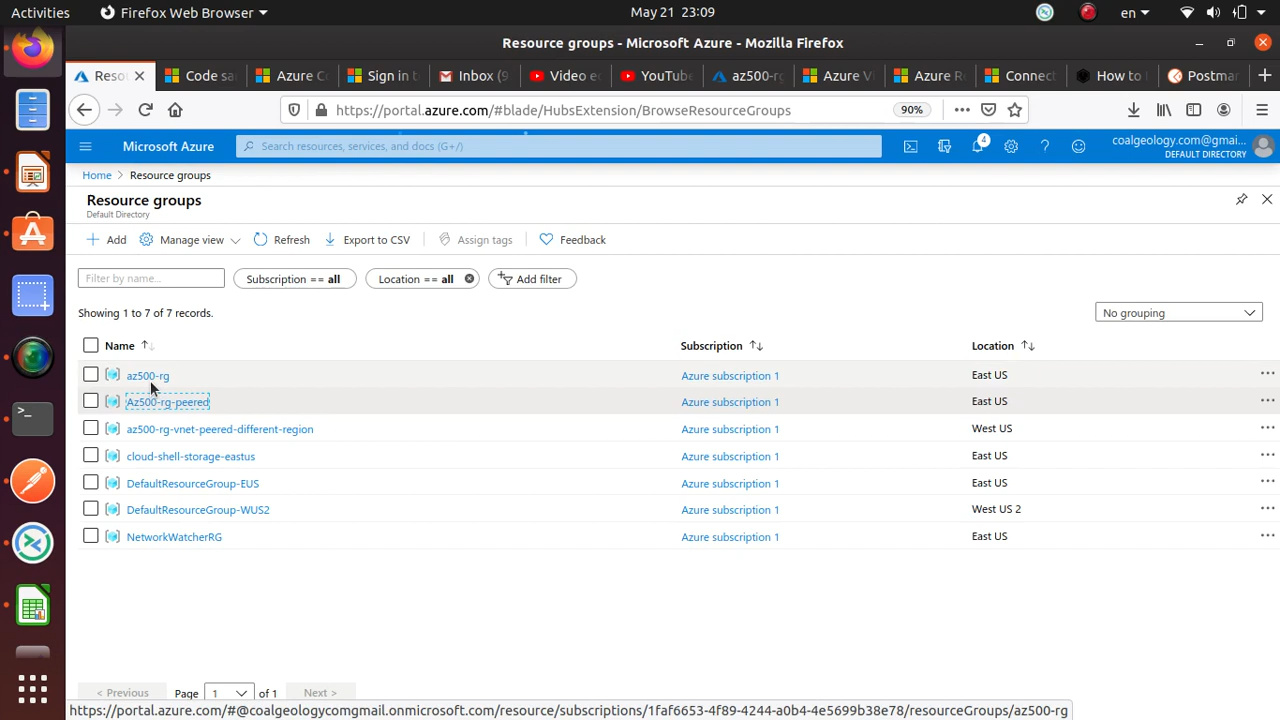 Activities Firefox Web Browser May 21 23:09 en
Resource groups - Microsoft Azure - Mozilla Firefox
Reso Code sa Azure C Sign in t Inbox (9 Video e YouTube az500-r Azure V Azure R Connect How to Postmar
https://portal.azure.com/#blade/HubsExtension/BrowseResourceGroups 90%
Microsoft Azure Search resources, services, and docs (G+/) 4 coalgeology.com@gmai...
DEFAULT DIRECTORY
Home > Resource groups
Resource groups
Default Directory
Add Manage view Refresh Export to CSV Assign tags Feedback
Filter by name... Subscription == all Location == all Add filter
Showing 1 to 7 of 7 records. No grouping
Name Subscription Location
az500-rg Azure subscription 1 East US
Az500-rg-peered Azure subscription 1 East US
az500-rg-vnet-peered-different-region Azure subscription 1 West US
cloud-shell-storage-eastus Azure subscription 1 East US
DefaultResourceGroup-EUS Azure subscription 1 East US
DefaultResourceGroup-WUS2 Azure subscription 1 West US 2
NetworkWatcherRG Azure subscription 1 East US
< Previous Page 1 of 1 Next >
https://portal.azure.com/#@coalgeologycomgmail.onmicrosoft.com/resource/subscriptions/1faf6653-4f89-4244-a0b4-4e5699b38e78/resourceGroups/az500-rg